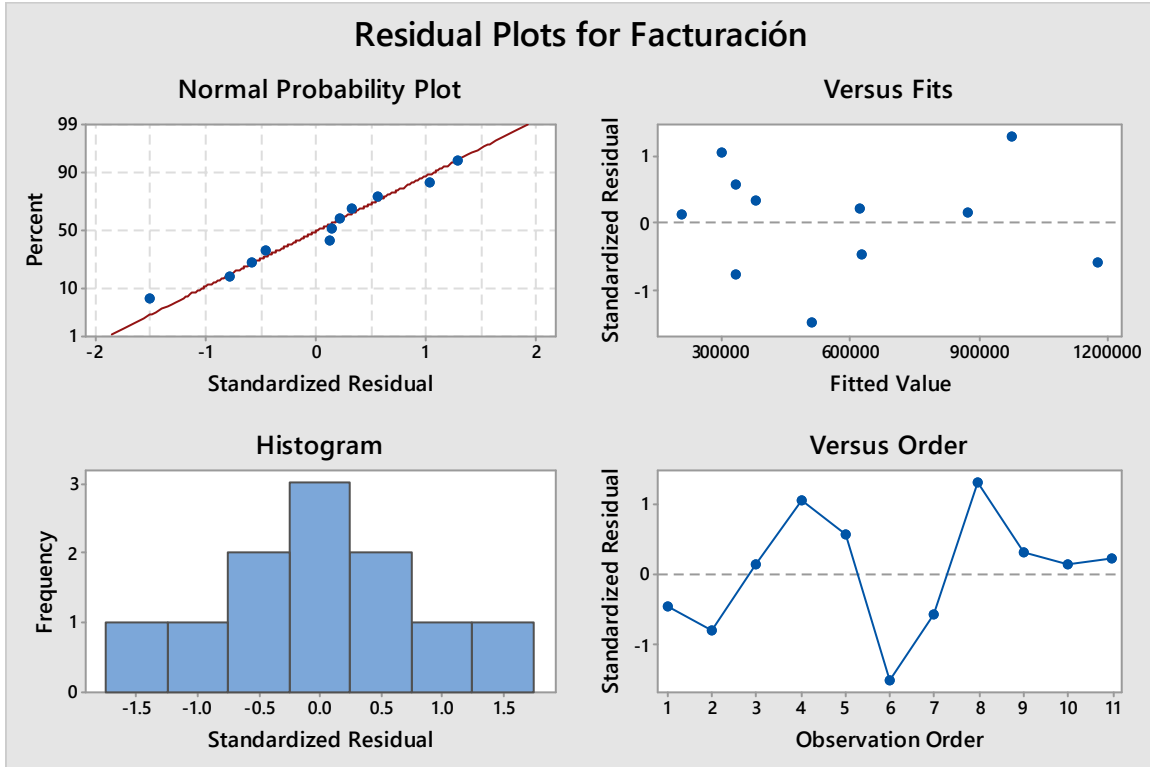 Residual Plots for Facturación
Normal Probability Plot
99
90
50
10
1
Percent
-2 -1 0 1 2
Standardized Residual
Versus Fits
1
0
-1
Standardized Residual
300000 600000 900000 1200000
Fitted Value
Histogram
3
2
1
0
Frequency
-1.5 -1.0 -0.5 0.0 0.5 1.0 1.5
Standardized Residual
Versus Order
1
0
-1
Standardized Residual
1 2 3 4 5 6 7 8 9 10 11
Observation Order